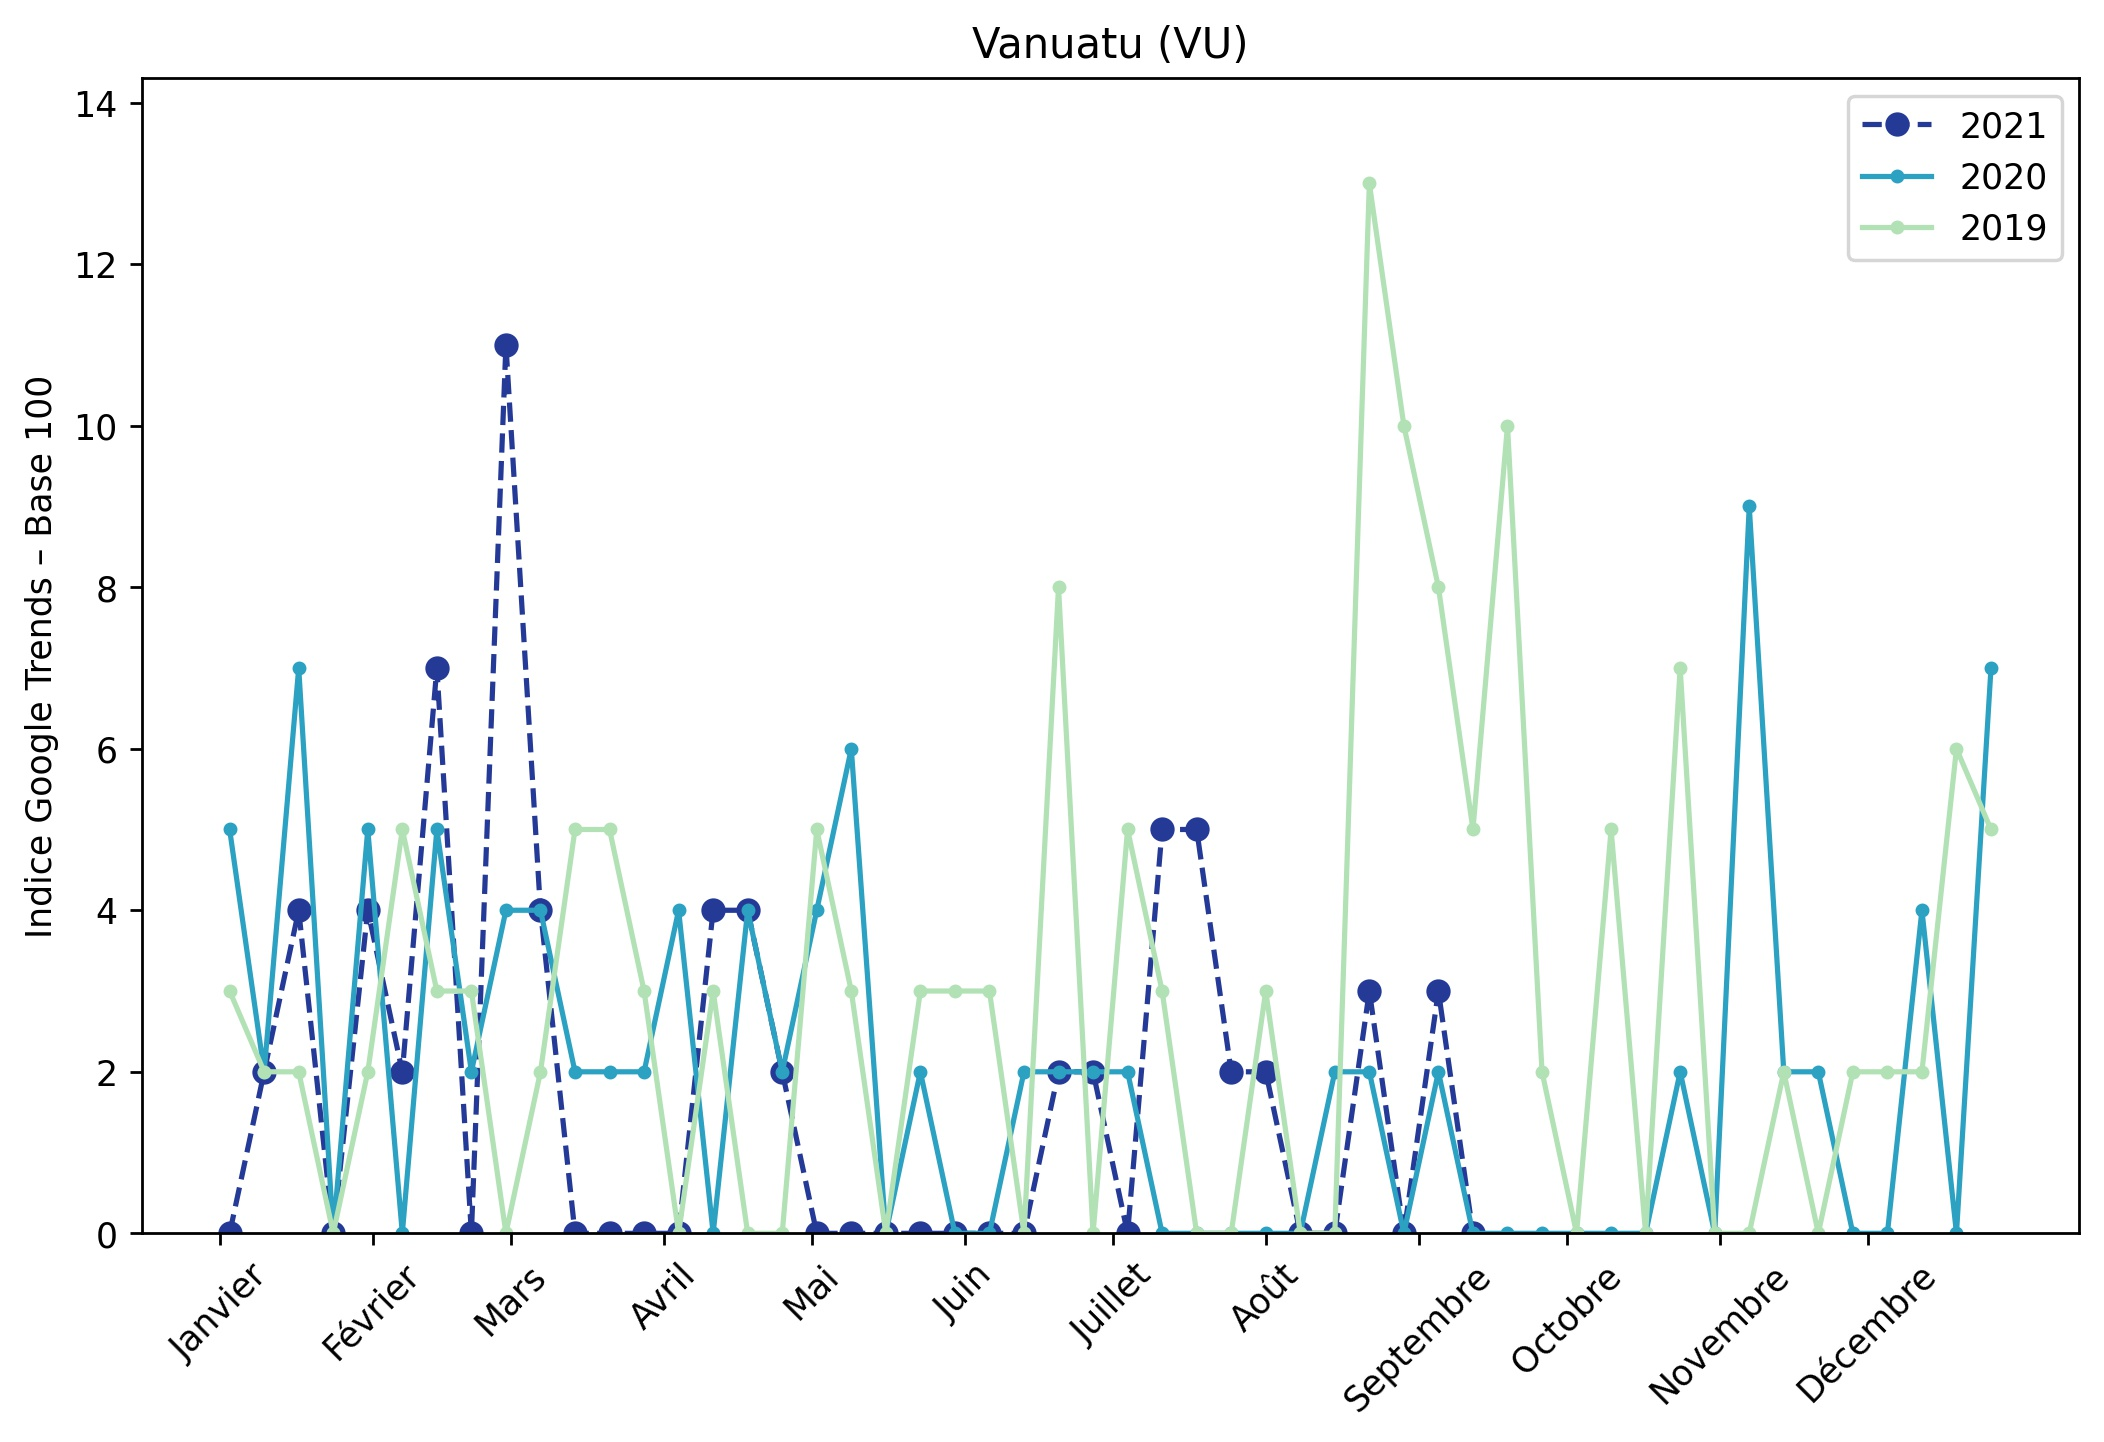 Vanuatu (VU)
Indice Google Trends – Base 100
14
12
10
8
6
4
2
0
2021
2020
2019
Janvier
Février
Mars
Avril
Mai
Juin
Juillet
Août
Septembre
Octobre
Novembre
Décembre